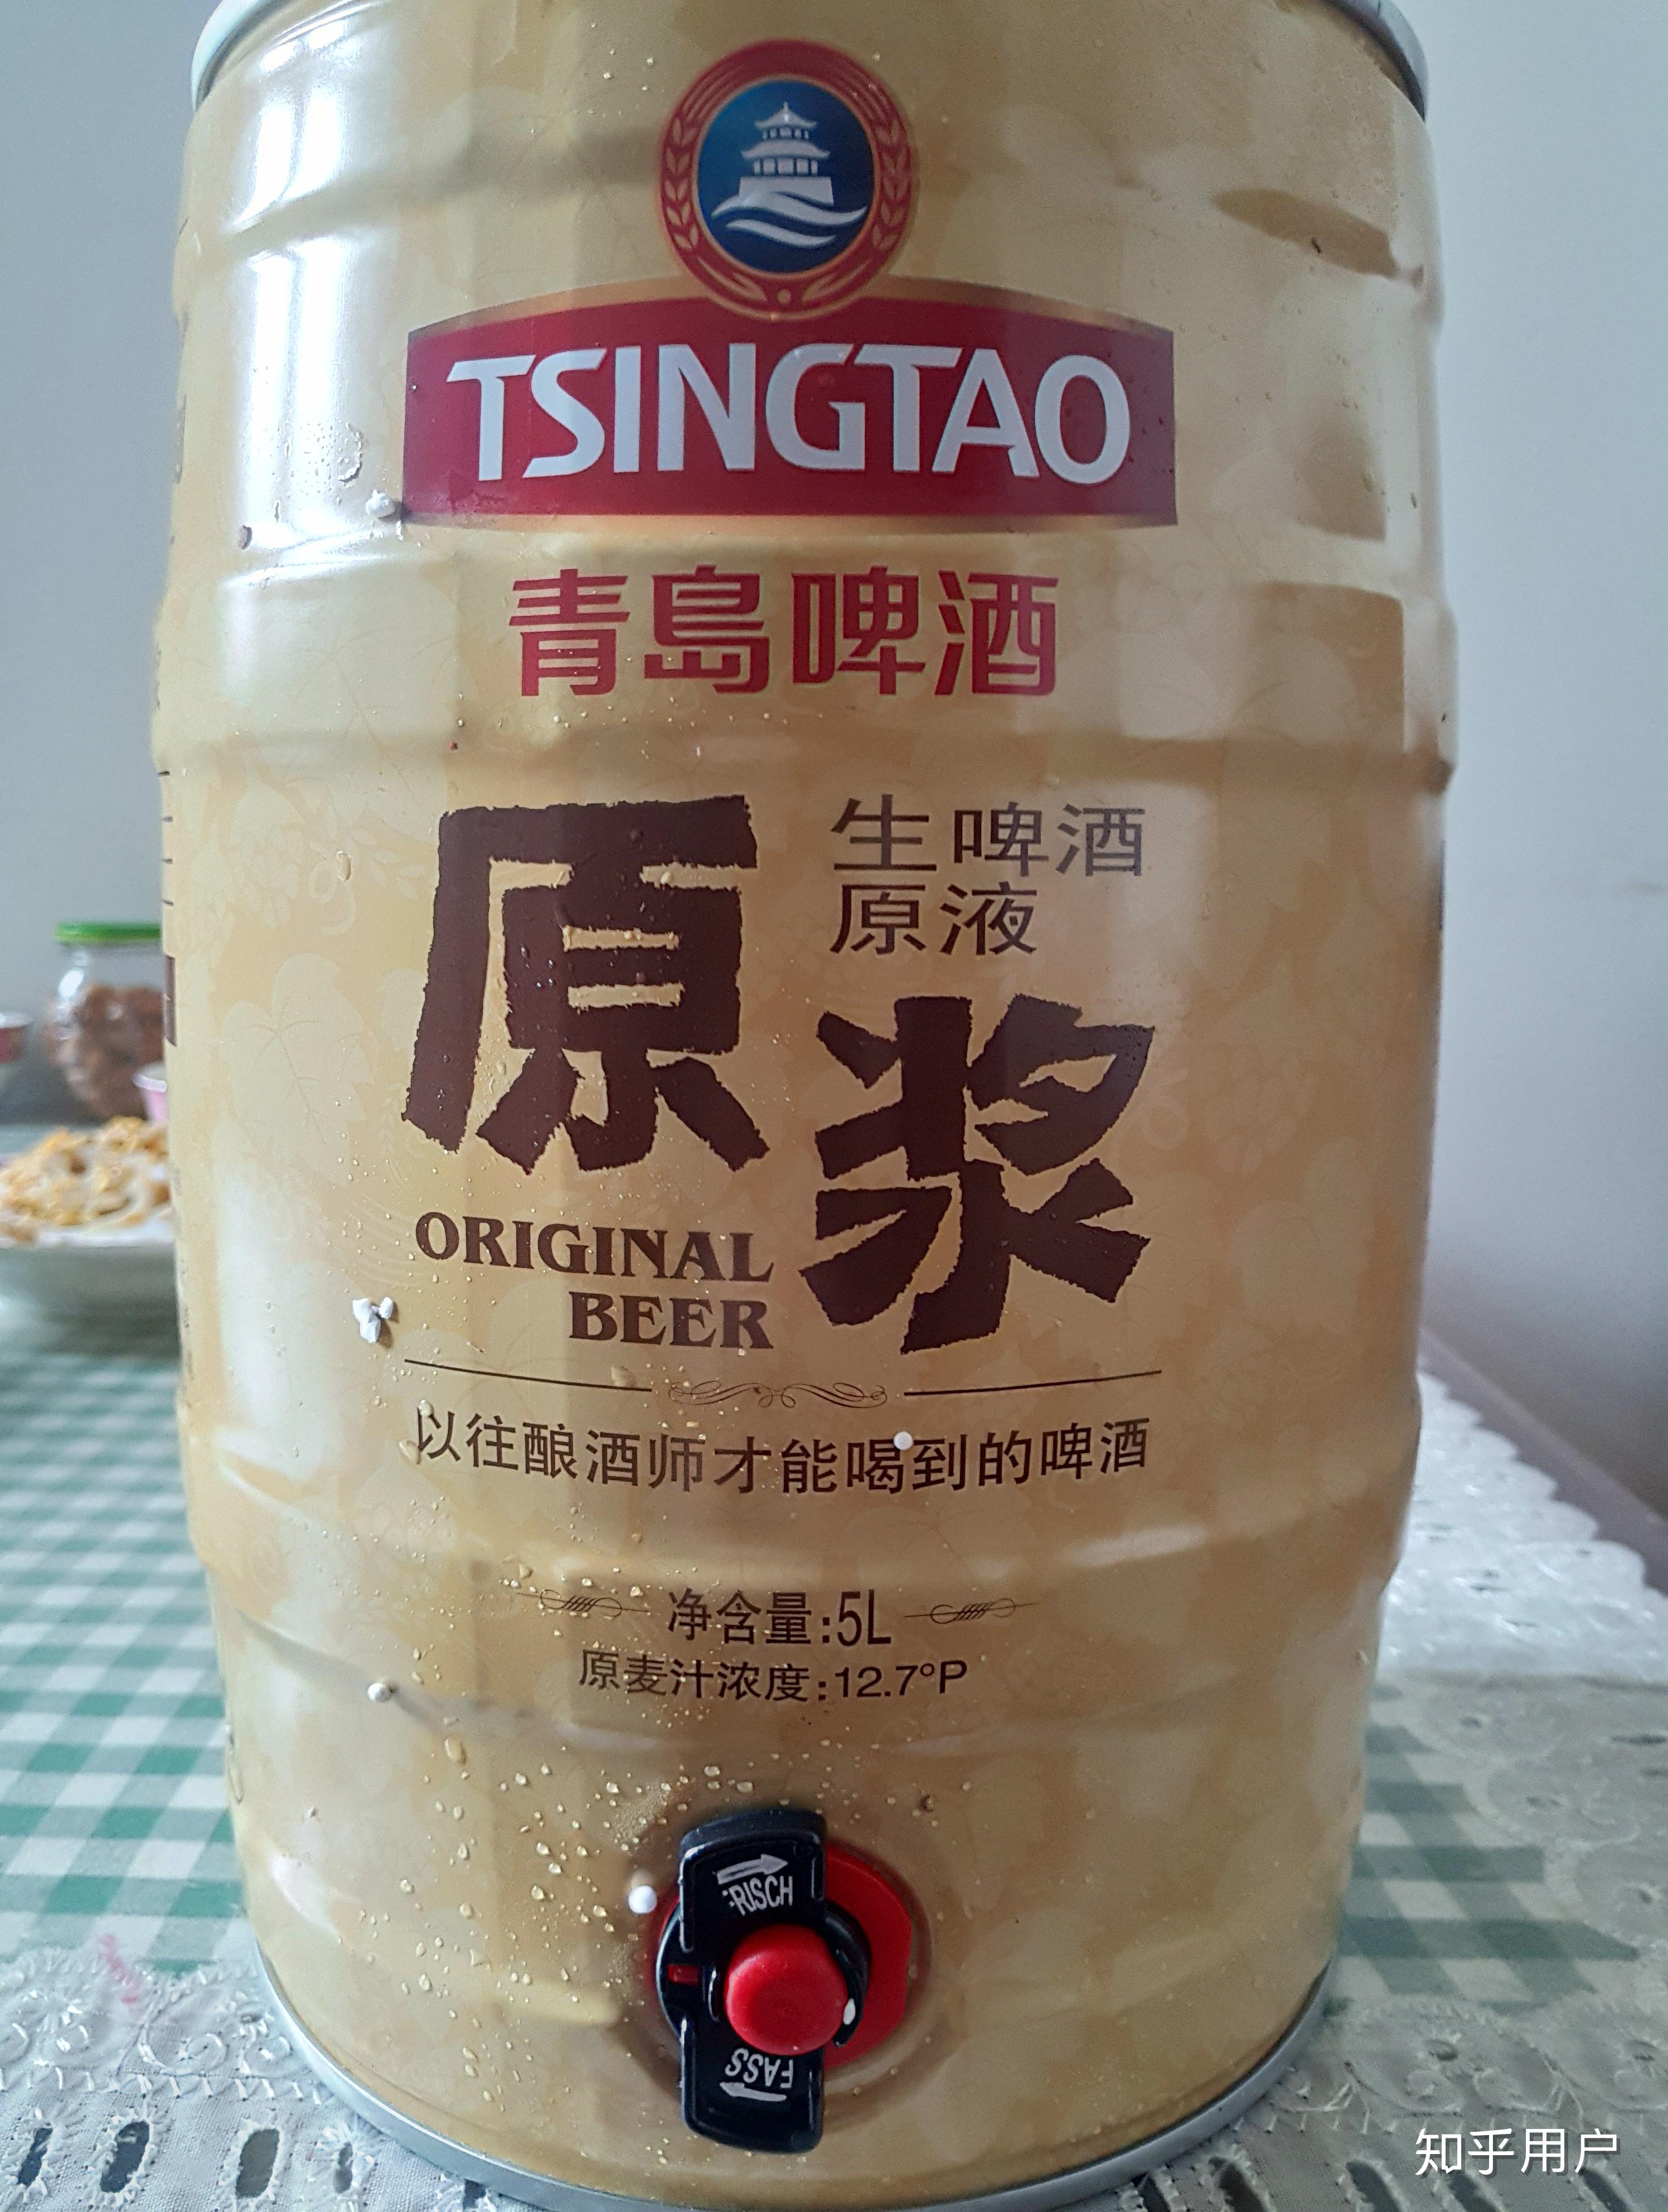 TSINGTAO
青島啤酒
生啤酒
原液
原浆
ORIGINAL
BEER
以往酿酒师才能喝到的啤酒
净含量:5L
原麦汁浓度:12.7°P
RISCH
FASS
知乎用户